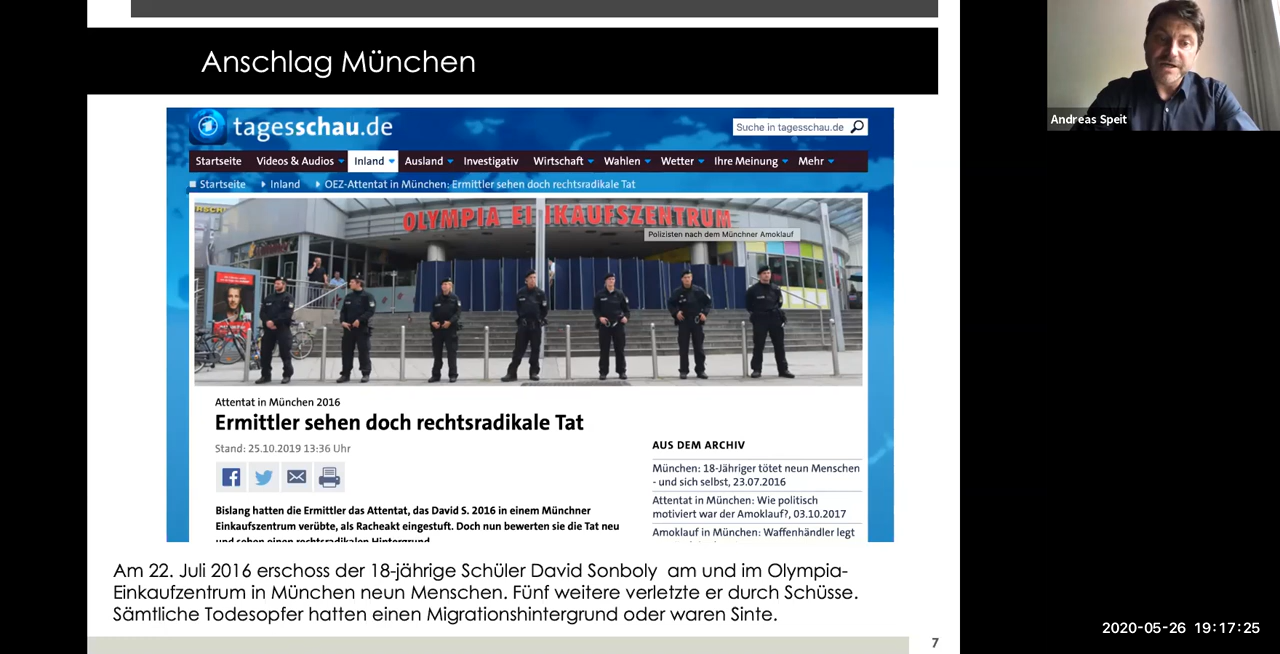 Anschlag München
tagesschau.de
Suche in tagesschau.de
Startseite Videos & Audios Inland Ausland Investigativ Wirtschaft Wahlen Wetter Ihre Meinung Mehr
Startseite Inland OEZ-Attentat in München: Ermittler sehen doch rechtsradikale Tat
OLYMPIA EINKAUFSZENTRUM
Polizisten nach dem Münchner Amoklauf
Attentat in München 2016
Ermittler sehen doch rechtsradikale Tat
Stand: 25.10.2019 13:36 Uhr
Bislang hatten die Ermittler das Attentat, das David S. 2016 in einem Münchner
Einkaufszentrum verübte, als Racheakt eingestuft. Doch nun bewerten sie die Tat neu
und sehen einen rechtsradikalen Hintergrund.
AUS DEM ARCHIV
München: 18-Jähriger tötet neun Menschen
- und sich selbst, 23.07.2016
Attentat in München: Wie politisch
motiviert war der Amoklauf?, 03.10.2017
Amoklauf in München: Waffenhändler legt
Am 22. Juli 2016 erschoss der 18-jährige Schüler David Sonboly am und im Olympia-
Einkaufzentrum in München neun Menschen. Fünf weitere verletzte er durch Schüsse.
Sämtliche Todesopfer hatten einen Migrationshintergrund oder waren Sinte.
7
Andreas Speit
2020-05-26 19:17:25